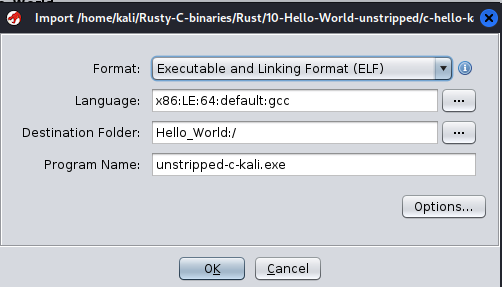 Import /home/kali/Rusty-C-binaries/Rust/10-Hello-World-unstripped/c-hello-k
Format: Executable and Linking Format (ELF)
Language: x86:LE:64:default:gcc ...
Destination Folder: Hello_World:/ ...
Program Name: unstripped-c-kali.exe
Options...
OK Cancel